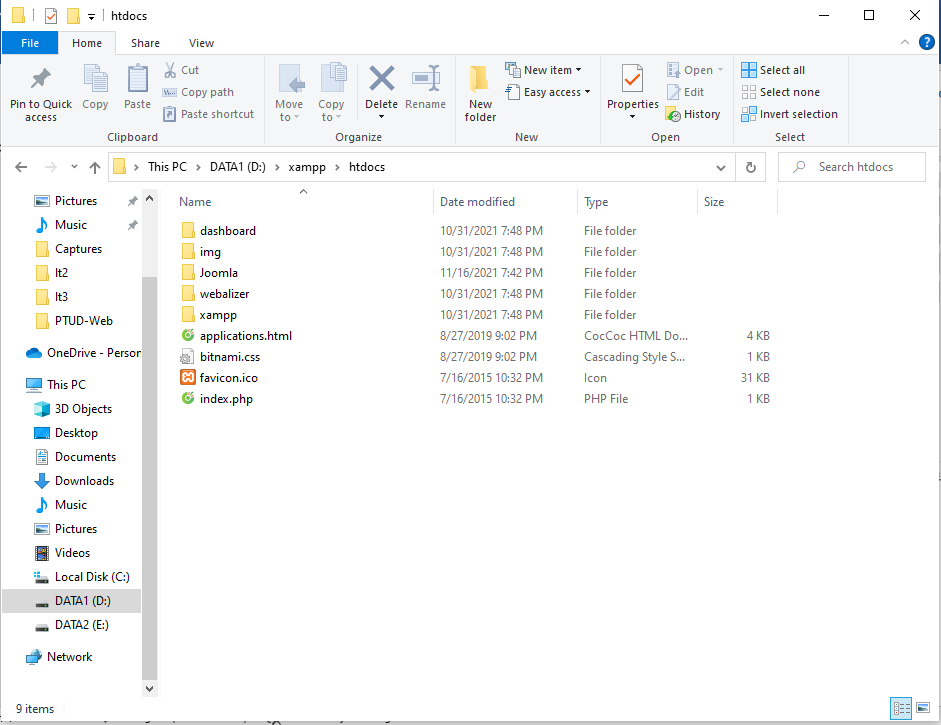 htdocs
File Home Share View
Pin to Quick access
Copy
Paste
Cut
Copy path
Paste shortcut
Clipboard
Move to
Copy to
Delete
Rename
Organize
New folder
New item
Easy access
New
Properties
Open
Edit
History
Open
Select all
Select none
Invert selection
Select
This PC > DATA1 (D:) > xampp > htdocs
Search htdocs
Pictures
Music
Captures
lt2
lt3
PTUD-Web
OneDrive - Person
This PC
3D Objects
Desktop
Documents
Downloads
Music
Pictures
Videos
Local Disk (C:)
DATA1 (D:)
DATA2 (E:)
Network
Name Date modified Type Size
dashboard 10/31/2021 7:48 PM File folder
img 10/31/2021 7:48 PM File folder
Joomla 11/16/2021 7:42 PM File folder
webalizer 10/31/2021 7:48 PM File folder
xampp 10/31/2021 7:48 PM File folder
applications.html 8/27/2019 9:02 PM CocCoc HTML Do... 4 KB
bitnami.css 8/27/2019 9:02 PM Cascading Style S... 1 KB
favicon.ico 7/16/2015 10:32 PM Icon 31 KB
index.php 7/16/2015 10:32 PM PHP File 1 KB
9 items